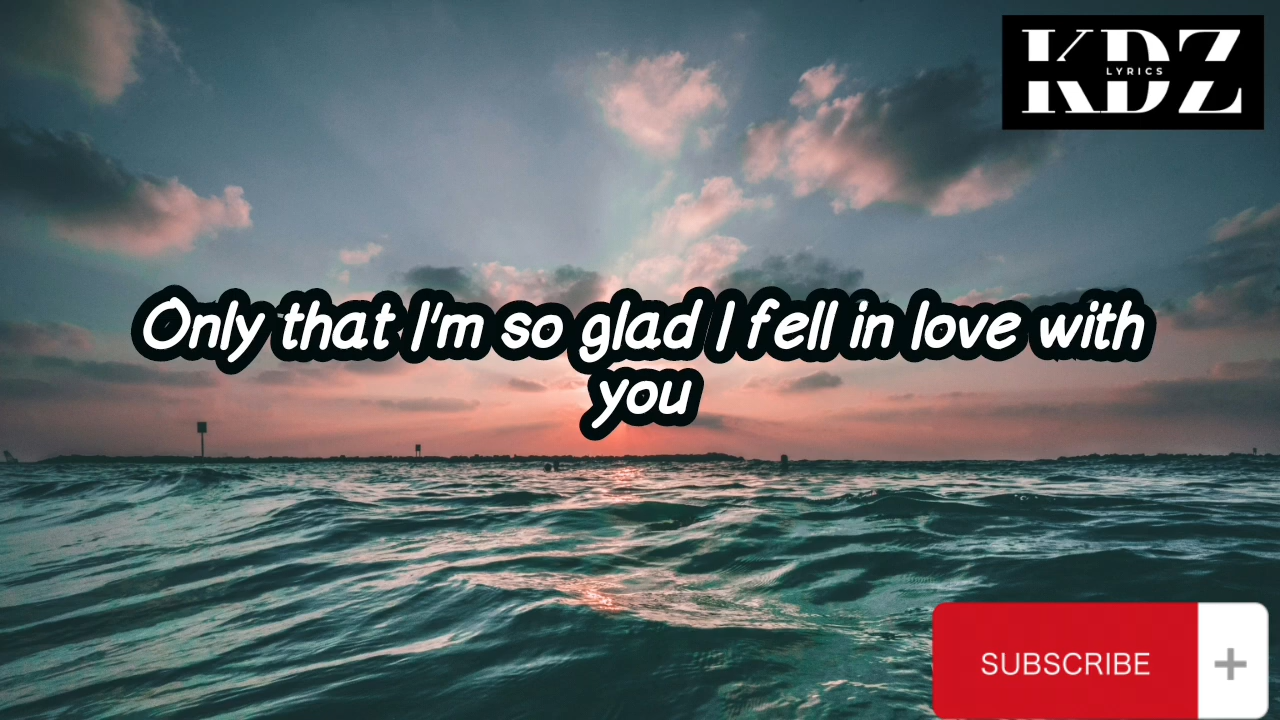 KDZ
LYRICS
Only that I'm so glad I fell in love with
you
SUBSCRIBE